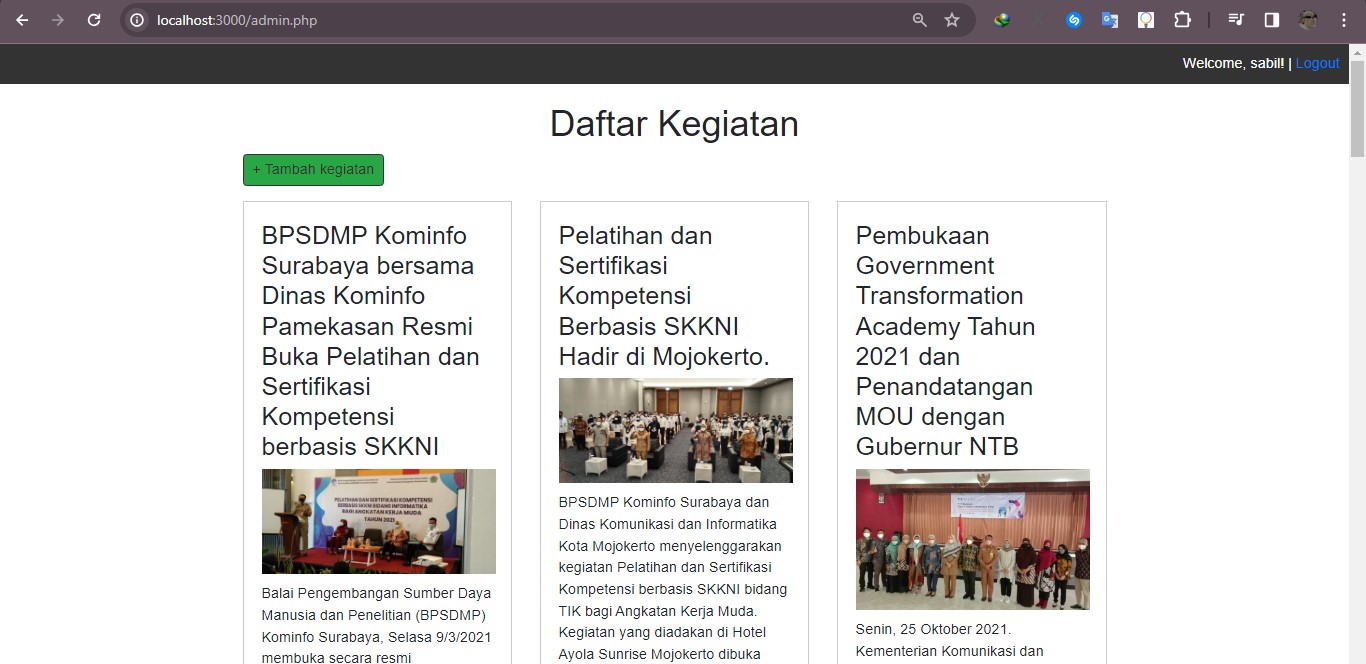 localhost:3000/admin.php
Welcome, sabil! | Logout
Daftar Kegiatan
+ Tambah kegiatan
BPSDMP Kominfo
Surabaya bersama
Dinas Kominfo
Pamekasan Resmi
Buka Pelatihan dan
Sertifikasi
Kompetensi
berbasis SKKNI
PELATIHAN DAN SERTIFIKASI KOMPETENSI
BERBASIS SKKNI BIDANG INFORMATIKA
BAGI ANGKATAN KERJA MUDA
TAHUN 2021
Balai Pengembangan Sumber Daya
Manusia dan Penelitian (BPSDMP)
Kominfo Surabaya, Selasa 9/3/2021
membuka secara resmi
Pelatihan dan
Sertifikasi
Kompetensi
Berbasis SKKNI
Hadir di Mojokerto.
BPSDMP Kominfo Surabaya dan
Dinas Komunikasi dan Informatika
Kota Mojokerto menyelenggarakan
kegiatan Pelatihan dan Sertifikasi
Kompetensi berbasis SKKNI bidang
TIK bagi Angkatan Kerja Muda.
Kegiatan yang diadakan di Hotel
Ayola Sunrise Mojokerto dibuka
Pembukaan
Government
Transformation
Academy Tahun
2021 dan
Penandatangan
MOU dengan
Gubernur NTB
Senin, 25 Oktober 2021.
Kementerian Komunikasi dan